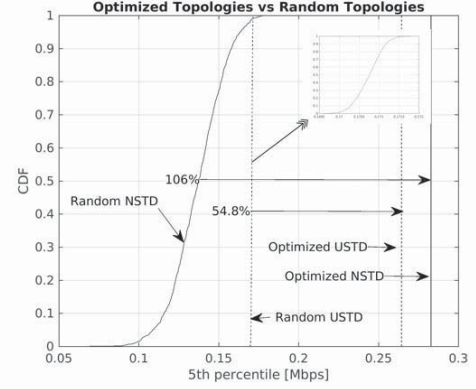 Optimized Topologies vs Random Topologies
1
0.9
0.8
0.7
0.6
0.5
0.4
0.3
0.2
0.1
0
CDF
106%
Random NSTD
54.8%
Optimized USTD
Optimized NSTD
Random USTD
0.05
0.1
0.15
0.2
0.25
0.3
5th percentile [Mbps]